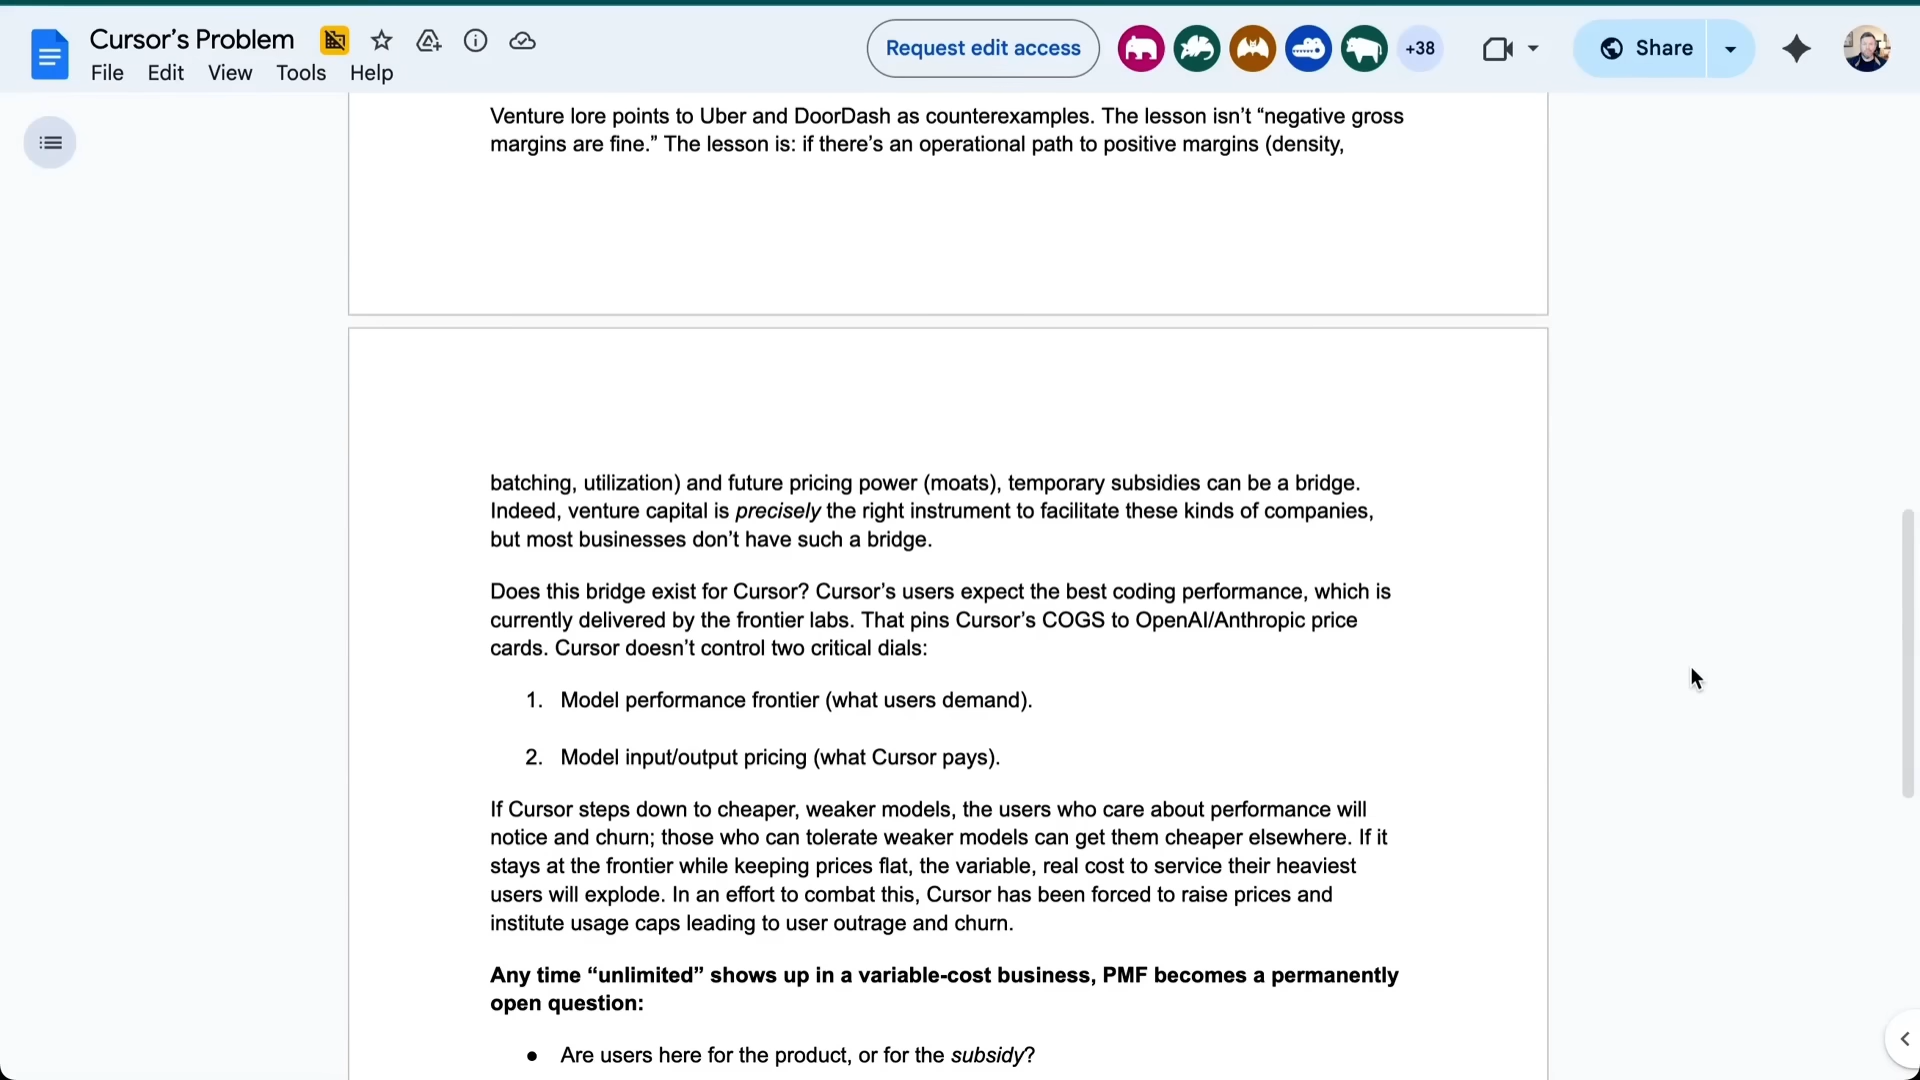 Cursor’s Problem
File Edit View Tools Help
Request edit access
+38
Share
Venture lore points to Uber and DoorDash as counterexamples. The lesson isn’t “negative gross
margins are fine.” The lesson is: if there’s an operational path to positive margins (density,
batching, utilization) and future pricing power (moats), temporary subsidies can be a bridge.
Indeed, venture capital is precisely the right instrument to facilitate these kinds of companies,
but most businesses don’t have such a bridge.
Does this bridge exist for Cursor? Cursor’s users expect the best coding performance, which is
currently delivered by the frontier labs. That pins Cursor’s COGS to OpenAI/Anthropic price
cards. Cursor doesn’t control two critical dials:
1. Model performance frontier (what users demand).
2. Model input/output pricing (what Cursor pays).
If Cursor steps down to cheaper, weaker models, the users who care about performance will
notice and churn; those who can tolerate weaker models can get them cheaper elsewhere. If it
stays at the frontier while keeping prices flat, the variable, real cost to service their heaviest
users will explode. In an effort to combat this, Cursor has been forced to raise prices and
institute usage caps leading to user outrage and churn.
Any time “unlimited” shows up in a variable-cost business, PMF becomes a permanently
open question:
● Are users here for the product, or for the subsidy?